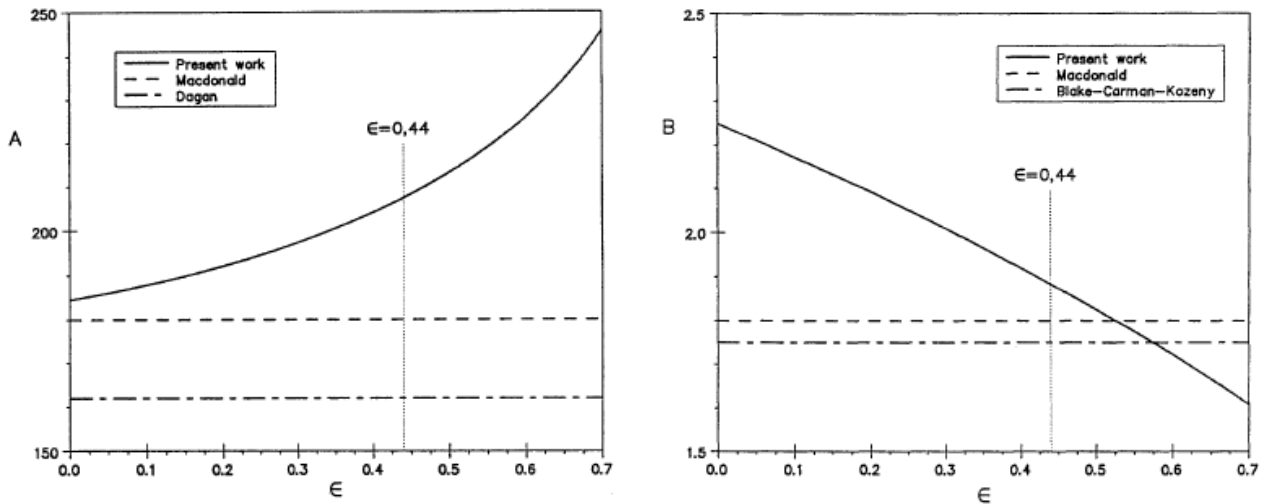 250
Present work
Macdonald
Dagan
A
ϵ=0,44
200
150
0.0 0.1 0.2 0.3 0.4 0.5 0.6 0.7
ϵ
2.5
Present work
Macdonald
Blake-Carman-Kozeny
B
ϵ=0,44
2.0
1.5
0.0 0.1 0.2 0.3 0.4 0.5 0.6 0.7
ϵ